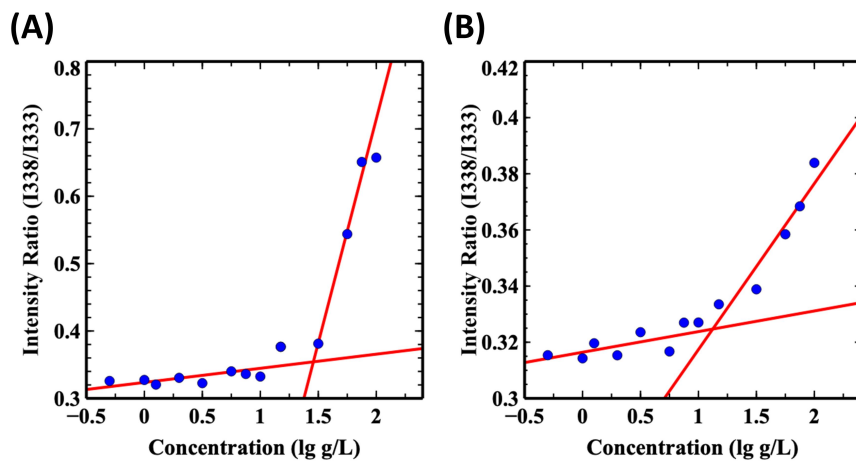 (A)
Intensity Ratio (I338/I333)
0.8
0.7
0.6
0.5
0.4
0.3
−0.5 0 0.5 1 1.5 2
Concentration (lg g/L)
(B)
Intensity Ratio (I338/I333)
0.42
0.4
0.38
0.36
0.34
0.32
0.3
−0.5 0 0.5 1 1.5 2
Concentration (lg g/L)